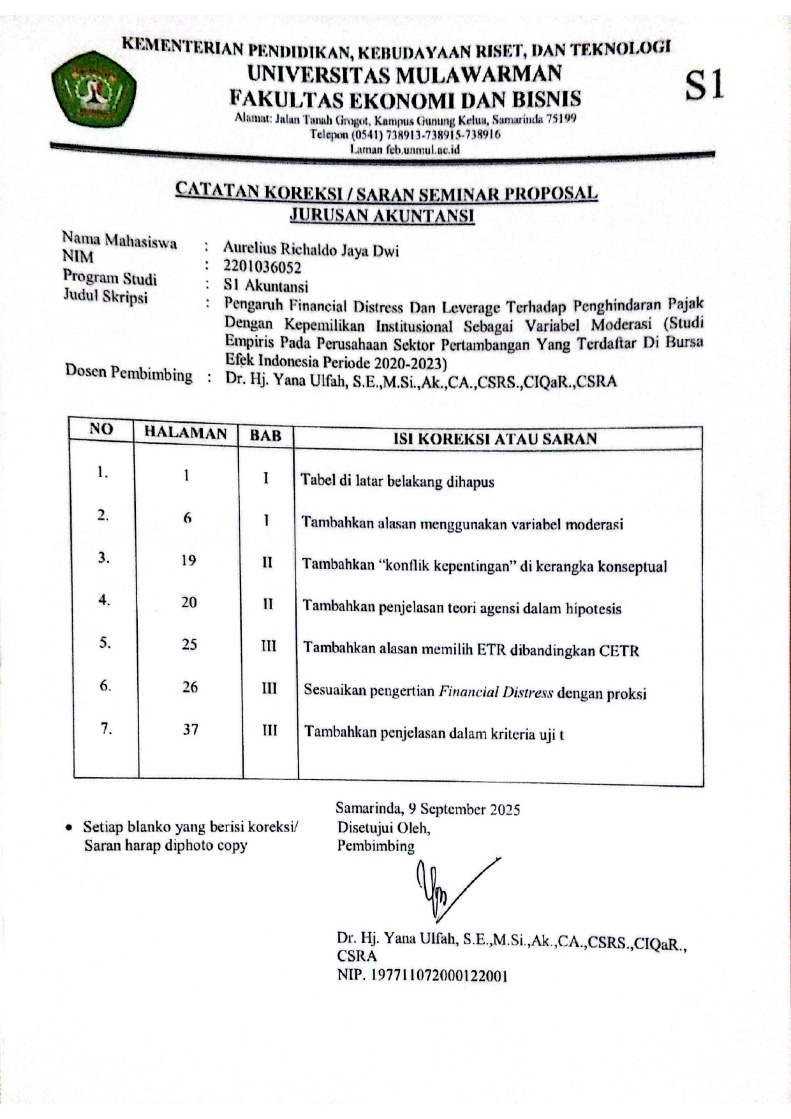 KEMENTERIAN PENDIDIKAN, KEBUDAYAAN RISET, DAN TEKNOLOGI
UNIVERSITAS MULAWARMAN
FAKULTAS EKONOMI DAN BISNIS
S1
Alamat: Jalan Tanah Grogot, Kampus Gunung Kelua, Samarinda 75199
Telepon (0541) 738913-738915-738916
Laman feb.unmul.ac.id
CATATAN KOREKSI / SARAN SEMINAR PROPOSAL
JURUSAN AKUNTANSI
Nama Mahasiswa : Aurelius Richaldo Jaya Dwi
NIM : 2201036052
Program Studi : S1 Akuntansi
Judul Skripsi : Pengaruh Financial Distress Dan Leverage Terhadap Penghindaran Pajak
Dengan Kepemilikan Institusional Sebagai Variabel Moderasi (Studi
Empiris Pada Perusahaan Sektor Pertambangan Yang Terdaftar Di Bursa
Efek Indonesia Periode 2020-2023)
Dosen Pembimbing : Dr. Hj. Yana Ulfah, S.E.,M.Si.,Ak.,CA.,CSRS.,CIQaR.,CSRA
NO HALAMAN BAB ISI KOREKSI ATAU SARAN
1. 1 I Tabel di latar belakang dihapus
2. 6 I Tambahkan alasan menggunakan variabel moderasi
3. 19 II Tambahkan “konflik kepentingan” di kerangka konseptual
4. 20 II Tambahkan penjelasan teori agensi dalam hipotesis
5. 25 III Tambahkan alasan memilih ETR dibandingkan CETR
6. 26 III Sesuaikan pengertian Financial Distress dengan proksi
7. 37 III Tambahkan penjelasan dalam kriteria uji t
• Setiap blanko yang berisi koreksi/
Saran harap diphoto copy
Samarinda, 9 September 2025
Disetujui Oleh,
Pembimbing
Dr. Hj. Yana Ulfah, S.E.,M.Si.,Ak.,CA.,CSRS.,CIQaR.,
CSRA
NIP. 197711072000122001